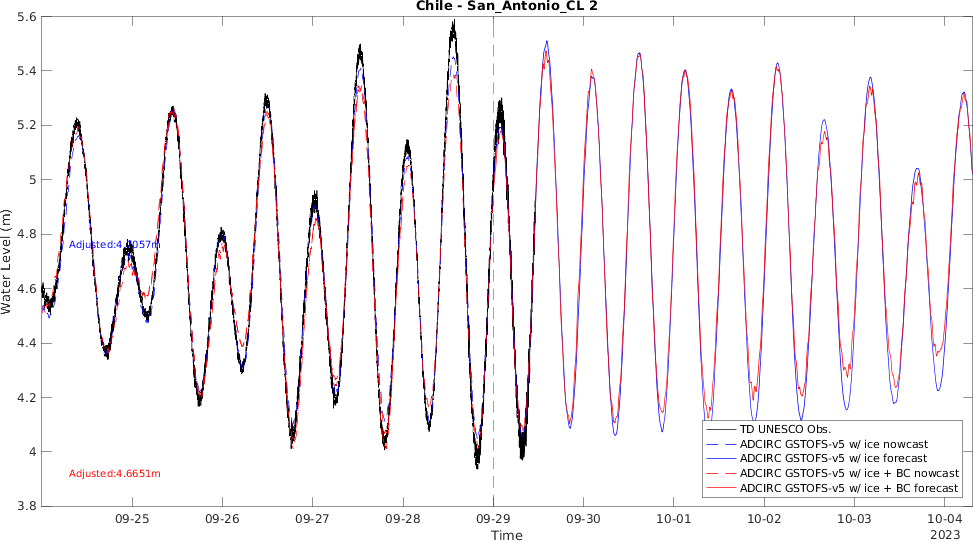 Chile - San_Antonio_CL 2
5.6
5.4
5.2
5
4.8
4.6
4.4
4.2
4
3.8
Water Level (m)
Adjusted:4.
057m
Adjusted:4.6651m
TD UNESCO Obs.
ADCIRC GSTOFS-v5 w/ ice nowcast
ADCIRC GSTOFS-v5 w/ ice forecast
ADCIRC GSTOFS-v5 w/ ice + BC nowcast
ADCIRC GSTOFS-v5 w/ ice + BC forecast
09-25
09-26
09-27
09-28
09-29
09-30
10-01
10-02
10-03
10-04
Time
2023